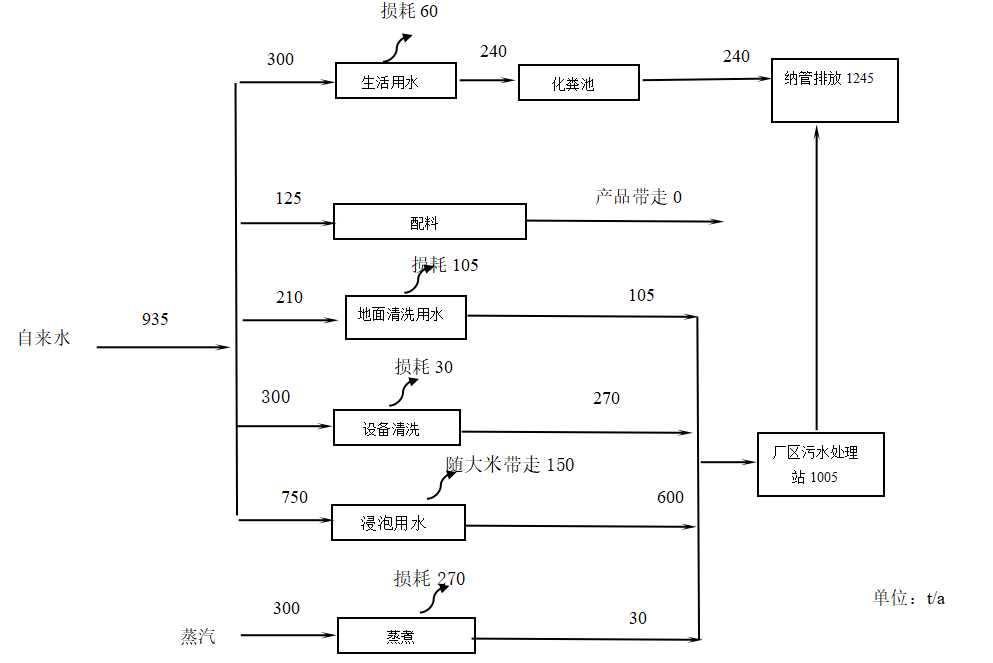 损耗 60
300
生活用水
240
化粪池
240
纳管排放 1245
125
配料
产品带走 0
损耗 105
210
地面清洗用水
105
自来水
935
损耗 30
300
设备清洗
270
厂区污水处理
站 1005
随大米带走 150
750
浸泡用水
600
损耗 270
蒸汽
300
蒸煮
30
单位：t/a